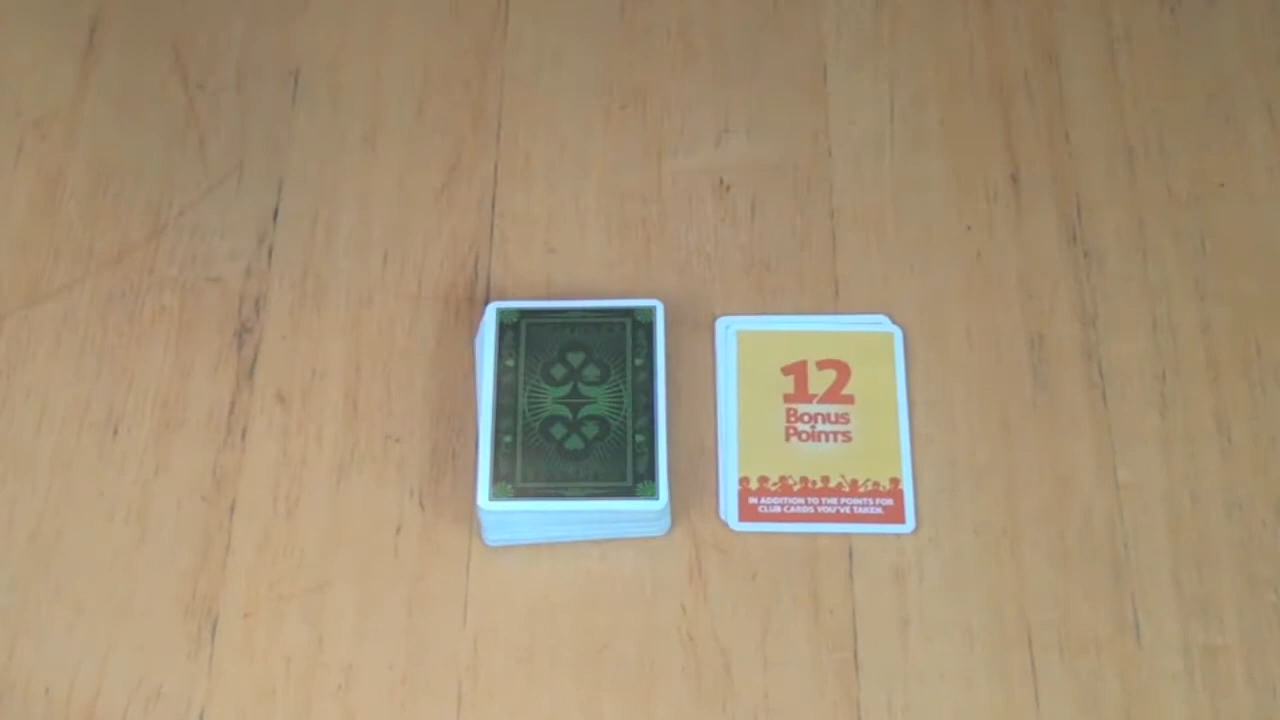 12
Bonus
Points
IN ADDITION TO THE POINTS FOR
CLUB CARDS YOU'VE TAKEN.